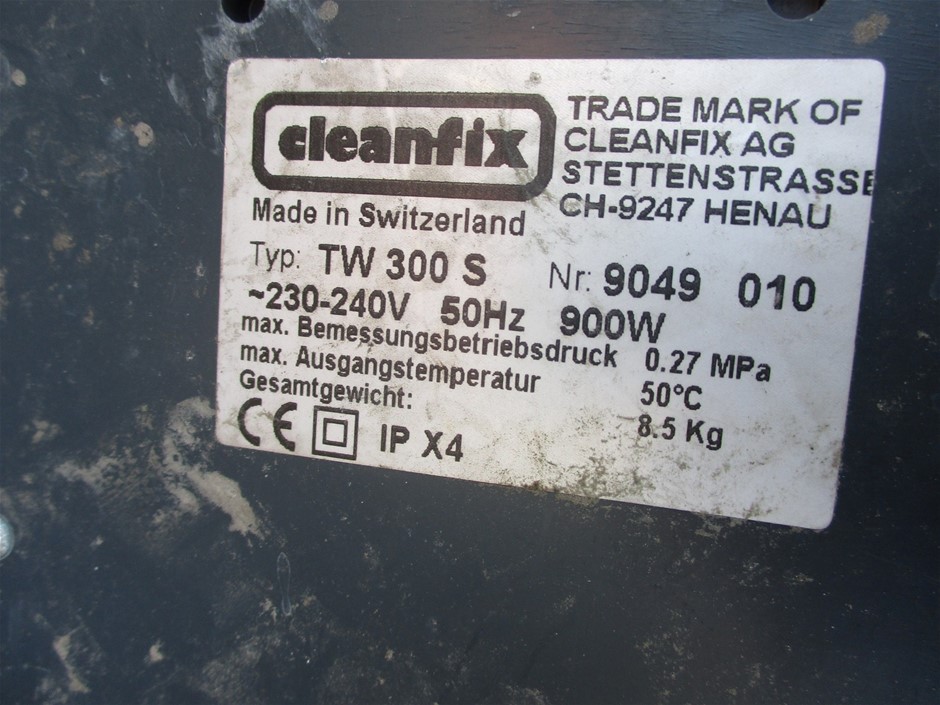 cleanfix
TRADE MARK OF
CLEANFIX AG
STETTENSTRASSE
CH-9247 HENAU
Made in Switzerland
Typ: TW 300 S Nr: 9049 010
~230-240V 50Hz 900W
max. Bemessungsbetriebsdruck 0.27 MPa
max. Ausgangstemperatur 50°C
Gesamtgewicht: 8.5 Kg
CE IP X4